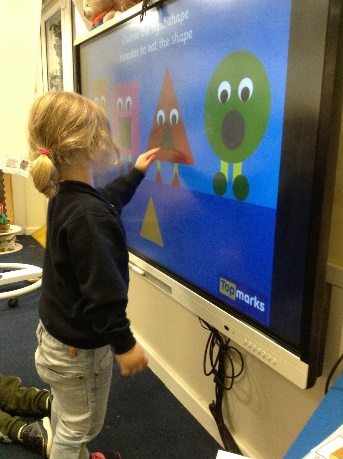 Choose the right shape
monster to eat the shape
Topmarks